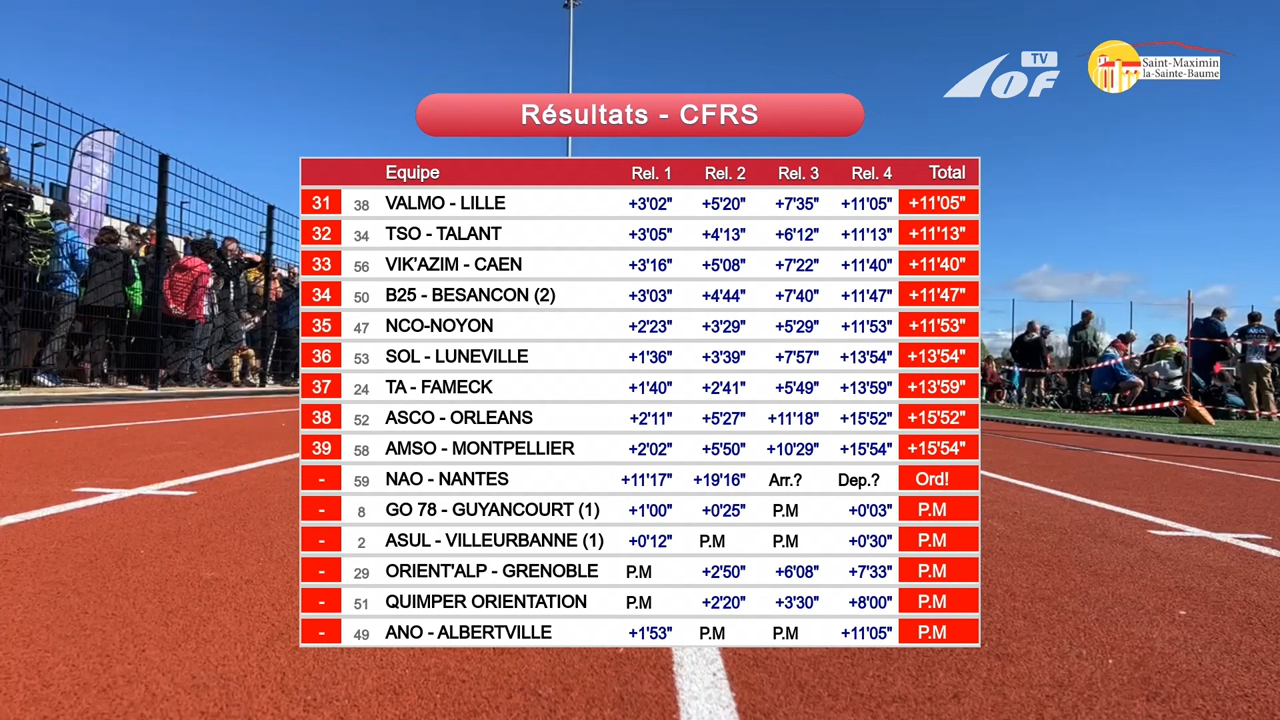 TV
OF
Saint-Maximin
la-Sainte-Baume
Résultats - CFRS
Equipe Rel. 1 Rel. 2 Rel. 3 Rel. 4 Total
31 38 VALMO - LILLE +3'02" +5'20" +7'35" +11'05" +11'05"
32 34 TSO - TALANT +3'05" +4'13" +6'12" +11'13" +11'13"
33 56 VIK'AZIM - CAEN +3'16" +5'08" +7'22" +11'40" +11'40"
34 50 B25 - BESANCON (2) +3'03" +4'44" +7'40" +11'47" +11'47"
35 47 NCO-NOYON +2'23" +3'29" +5'29" +11'53" +11'53"
36 53 SOL - LUNEVILLE +1'36" +3'39" +7'57" +13'54" +13'54"
37 24 TA - FAMECK +1'40" +2'41" +5'49" +13'59" +13'59"
38 52 ASCO - ORLEANS +2'11" +5'27" +11'18" +15'52" +15'52"
39 58 AMSO - MONTPELLIER +2'02" +5'50" +10'29" +15'54" +15'54"
- 59 NAO - NANTES +11'17" +19'16" Arr.? Dep.? Ord!
- 8 GO 78 - GUYANCOURT (1) +1'00" +0'25" P.M +0'03" P.M
- 2 ASUL - VILLEURBANNE (1) +0'12" P.M P.M +0'30" P.M
- 29 ORIENT'ALP - GRENOBLE P.M +2'50" +6'08" +7'33" P.M
- 51 QUIMPER ORIENTATION P.M +2'20" +3'30" +8'00" P.M
- 49 ANO - ALBERTVILLE +1'53" P.M P.M +11'05" P.M